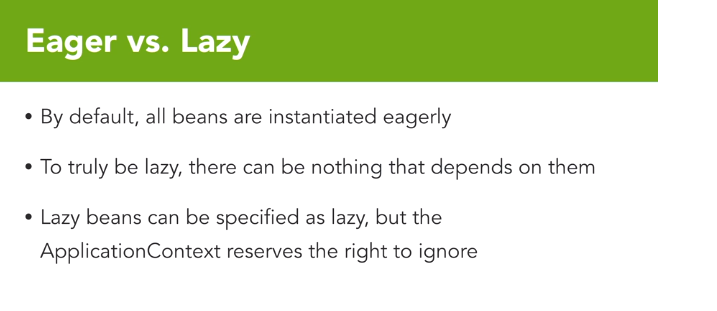 Eager vs. Lazy
• By default, all beans are instantiated eagerly
• To truly be lazy, there can be nothing that depends on them
• Lazy beans can be specified as lazy, but the
ApplicationContext reserves the right to ignore